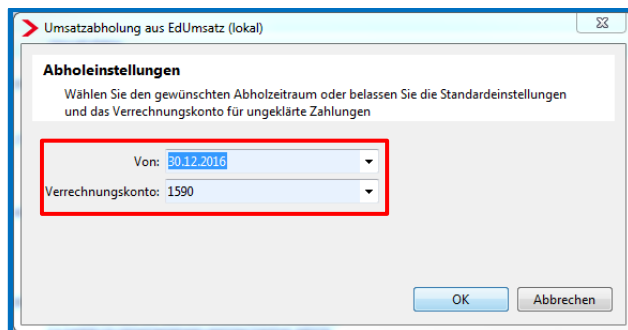 Umsatzabholung aus EdUmsatz (lokal)
Abholeinstellungen
Wählen Sie den gewünschten Abholzeitraum oder belassen Sie die Standardeinstellungen
und das Verrechnungskonto für ungeklärte Zahlungen
Von: 30.12.2016
Verrechnungskonto: 1590
OK Abbrechen